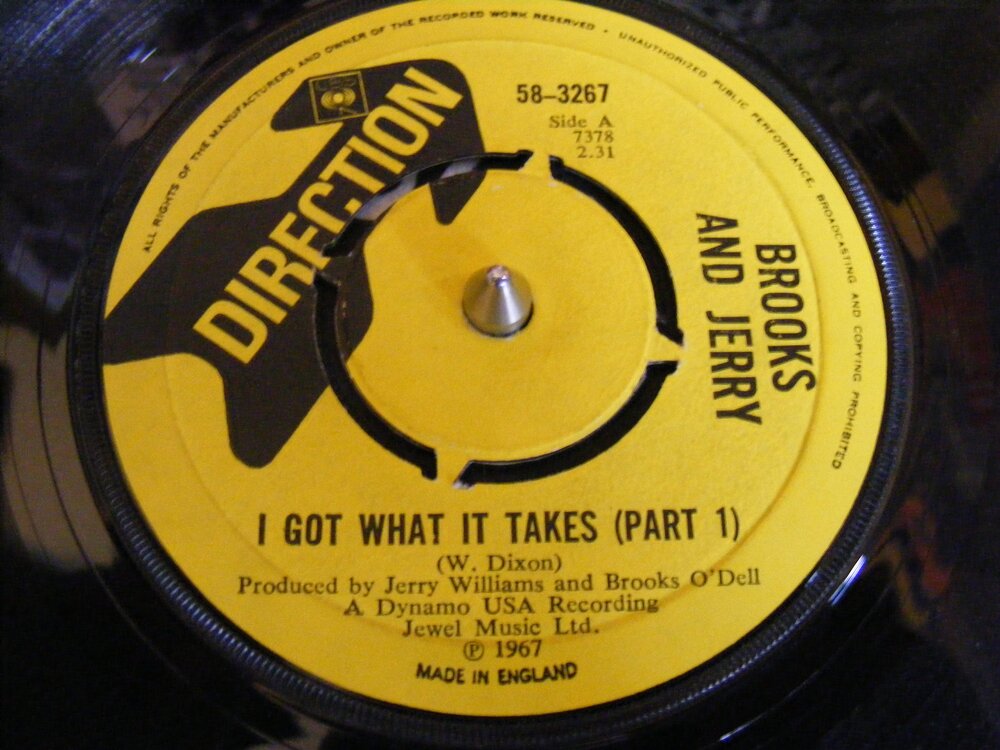 ALL RIGHTS OF THE MANUFACTURERS AND OWNER OF THE RECORDED WORK RESERVED • UNAUTHORIZED PUBLIC PERFORMANCE, BROADCASTING AND COPYING PROHIBITED
DIRECTION
58–3267
Side A
7378
2.31
BROOKS
AND JERRY
I GOT WHAT IT TAKES (PART 1)
(W. Dixon)
Produced by Jerry Williams and Brooks O'Dell
A Dynamo USA Recording
Jewel Music Ltd.
℗ 1967
MADE IN ENGLAND